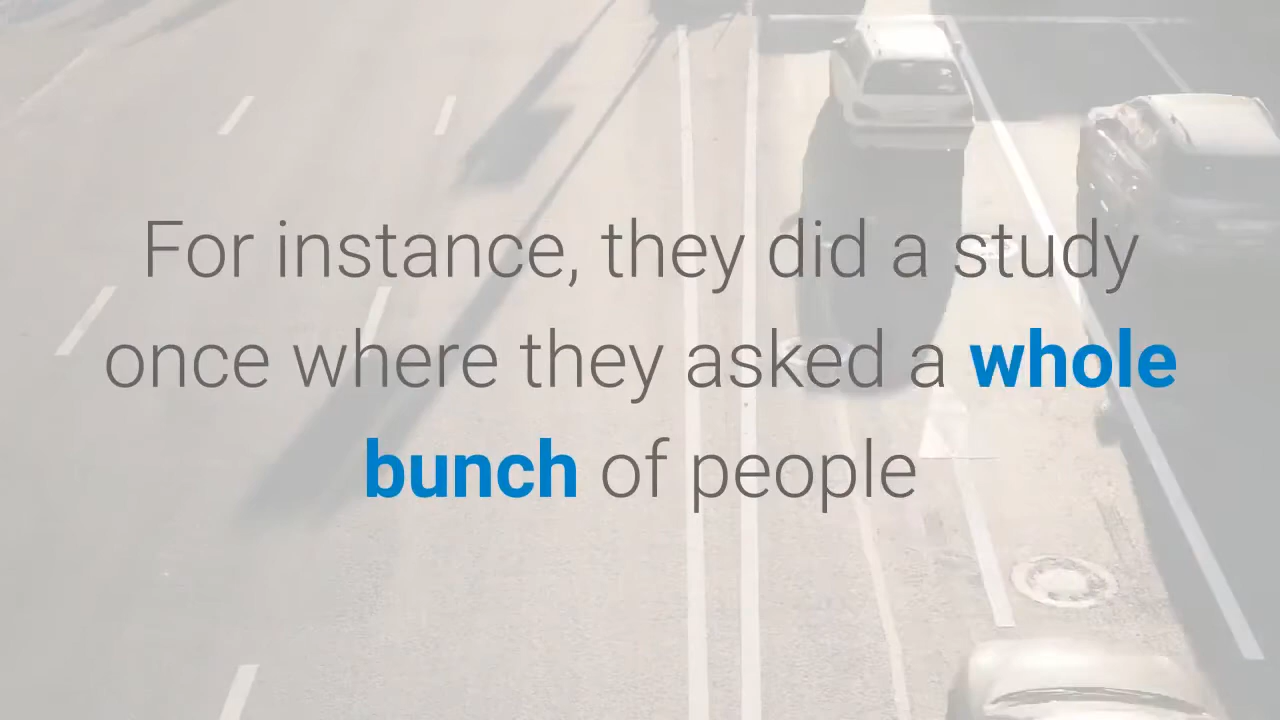 For instance, they did a study
once where they asked a whole
bunch of people